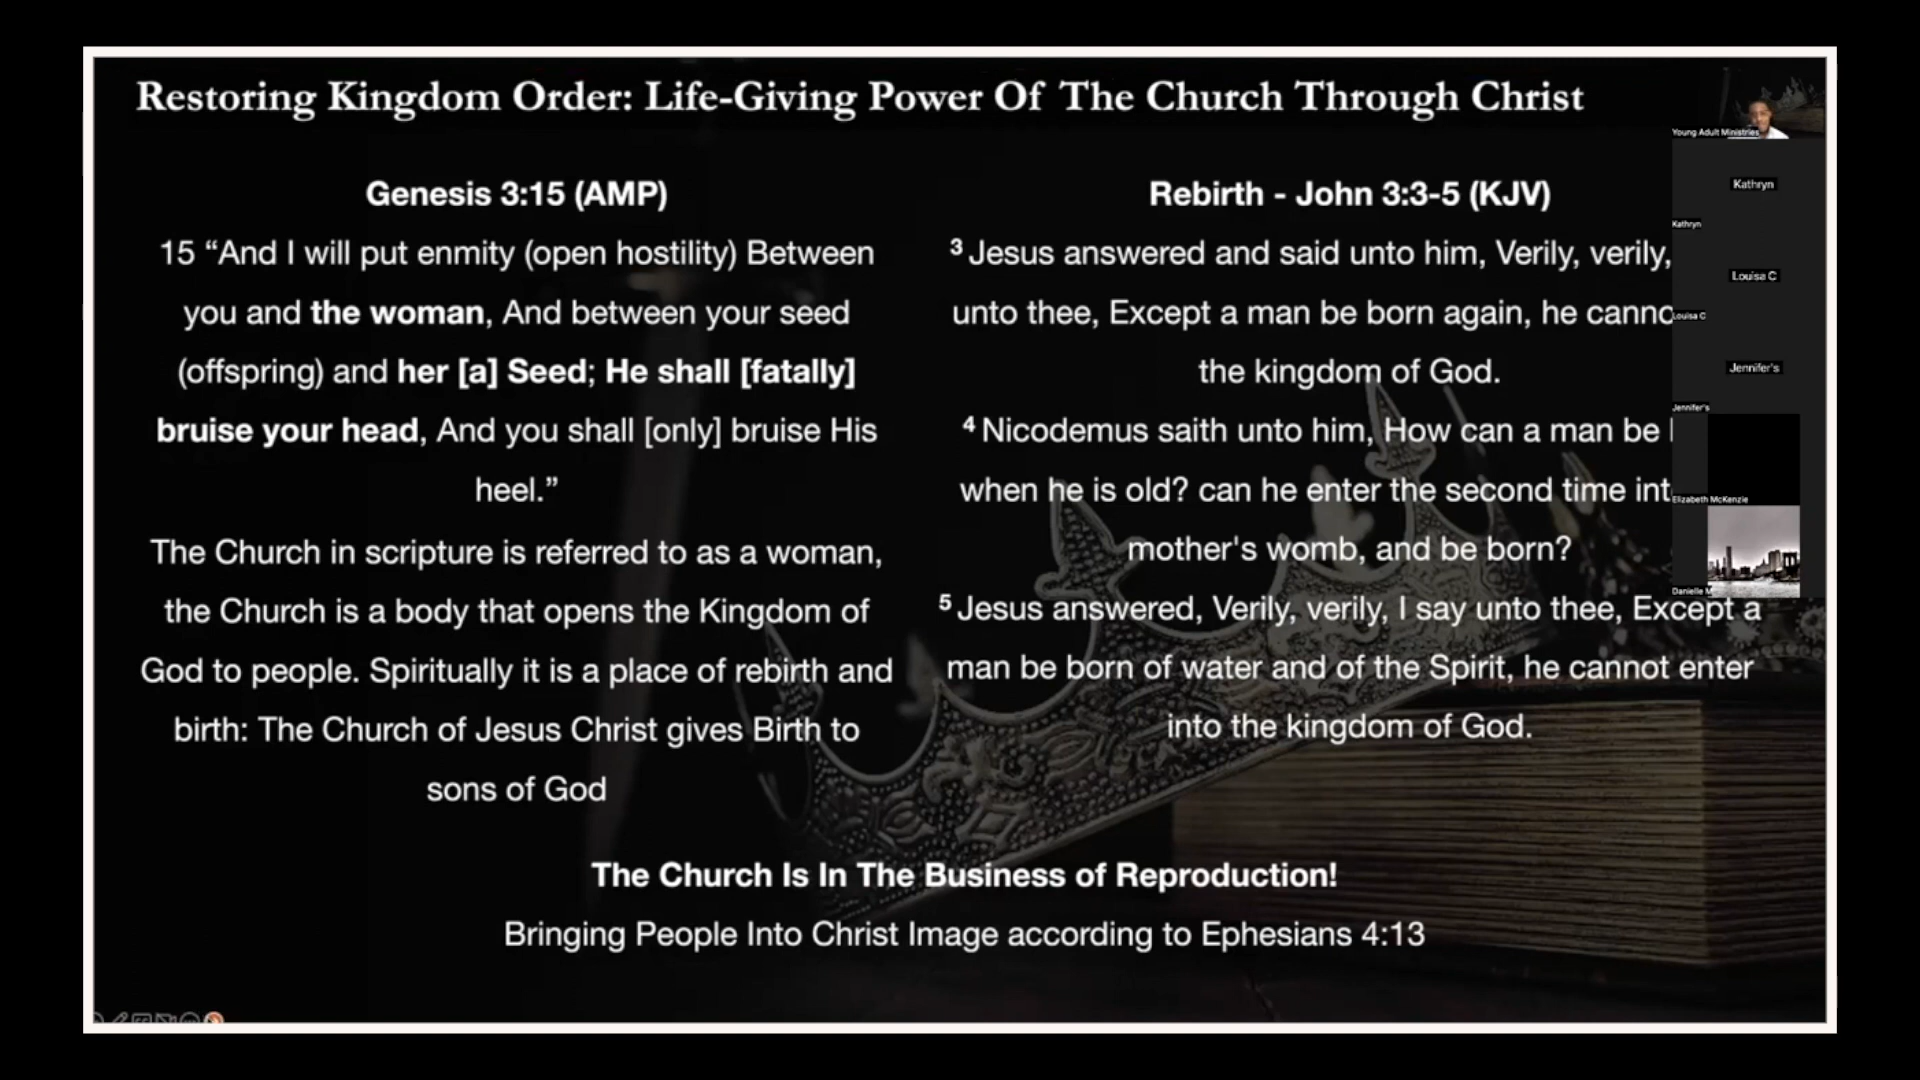 Restoring Kingdom Order: Life-Giving Power Of The Church Through Christ
Genesis 3:15 (AMP)
15 “And I will put enmity (open hostility) Between
you and the woman, And between your seed
(offspring) and her [a] Seed; He shall [fatally]
bruise your head, And you shall [only] bruise His
heel.”
The Church in scripture is referred to as a woman,
the Church is a body that opens the Kingdom of
God to people. Spiritually it is a place of rebirth and
birth: The Church of Jesus Christ gives Birth to
sons of God
Rebirth - John 3:3-5 (KJV)
3 Jesus answered and said unto him, Verily, verily,
unto thee, Except a man be born again, he
the kingdom of God.
4 Nicodemus saith unto him, How can a man be
when he is old? can he enter the second time
mother's womb, and be born?
5 Jesus answered, Verily, verily, I say unto thee, Except a
man be born of water and of the Spirit, he cannot enter
into the kingdom of God.
The Church Is In The Business of Reproduction!
Bringing People Into Christ Image according to Ephesians 4:13
Young Adult Ministries
Kathryn
Kathryn
Louisa C
Louisa C
Jennifer's
Jennifer's
Elizabeth McKenzie
Danielle M